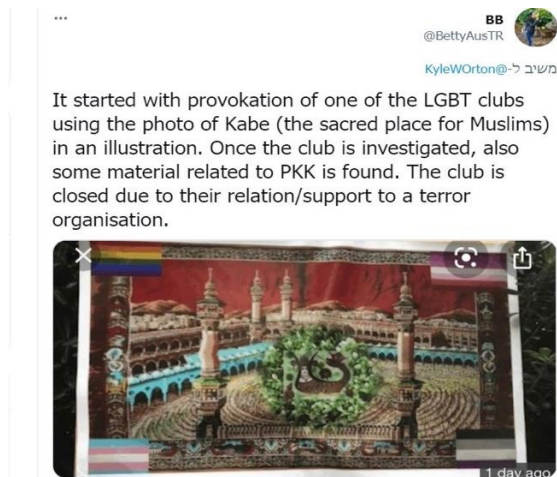 BB
@BettyAusTR
משיב ל-@KyleWOrton
It started with provokation of one of the LGBT clubs
using the photo of Kabe (the sacred place for Muslims)
in an illustration. Once the club is investigated, also
some material related to PKK is found. The club is
closed due to their relation/support to a terror
organisation.
1 day ago